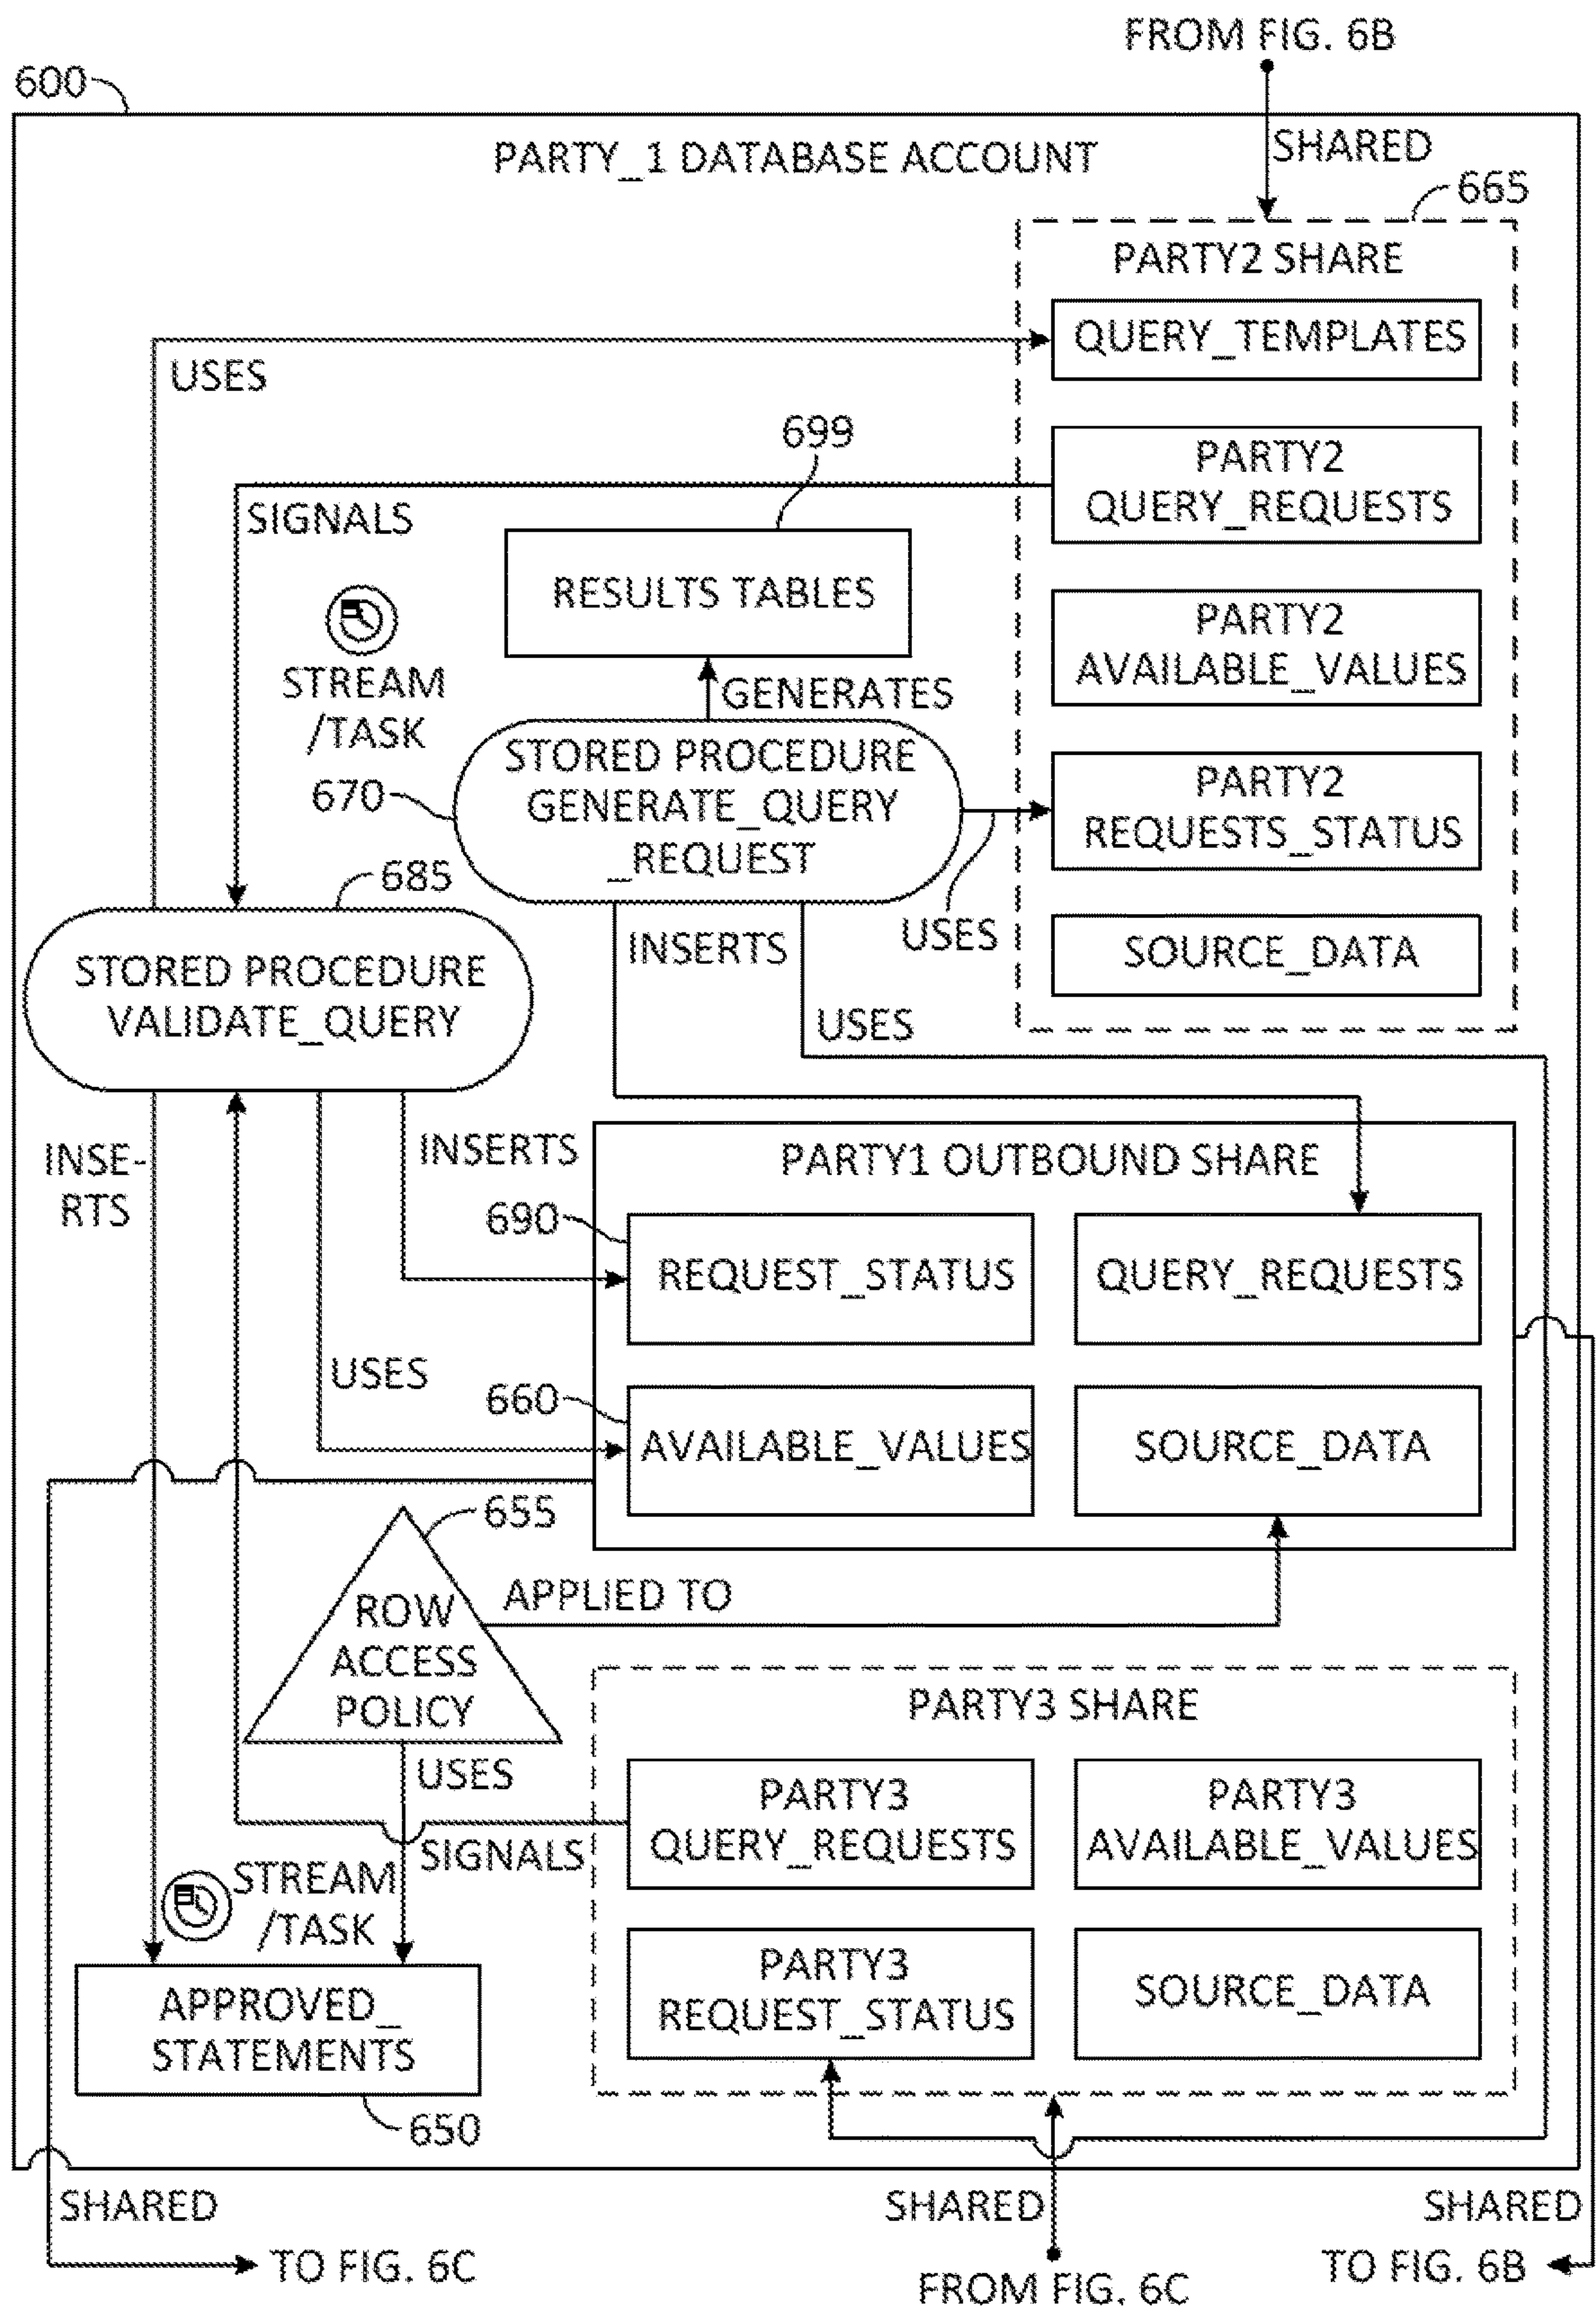 FROM FIG. 6B
600
PARTY_1 DATABASE ACCOUNT
SHARED
665
PARTY2 SHARE
QUERY_TEMPLATES
USES
699
PARTY2
QUERY_REQUESTS
SIGNALS
RESULTS TABLES
PARTY2
AVAILABLE_VALUES
STREAM
/TASK
GENERATES
STORED PROCEDURE
GENERATE_QUERY
_REQUEST
670
PARTY2
REQUESTS_STATUS
685
USES
INSERTS
SOURCE_DATA
STORED PROCEDURE
VALIDATE_QUERY
USES
INSE-
RTS
INSERTS
PARTY1 OUTBOUND SHARE
690
REQUEST_STATUS
QUERY_REQUESTS
USES
660
AVAILABLE_VALUES
SOURCE_DATA
655
ROW
ACCESS
POLICY
APPLIED TO
PARTY3 SHARE
USES
PARTY3
QUERY_REQUESTS
PARTY3
AVAILABLE_VALUES
SIGNALS
STREAM
/TASK
PARTY3
REQUEST_STATUS
SOURCE_DATA
APPROVED_
STATEMENTS
650
SHARED
SHARED
SHARED
TO FIG. 6C
FROM FIG. 6C
TO FIG. 6B